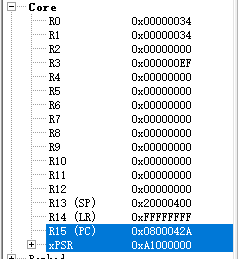 Core
R0 0x00000034
R1 0x00000034
R2 0x00000000
R3 0x000000EF
R4 0x00000000
R5 0x00000000
R6 0x00000000
R7 0x00000000
R8 0x00000000
R9 0x00000000
R10 0x00000000
R11 0x00000000
R12 0x00000000
R13 (SP) 0x20000400
R14 (LR) 0xFFFFFFFF
R15 (PC) 0x0800042A
xPSR 0xA1000000